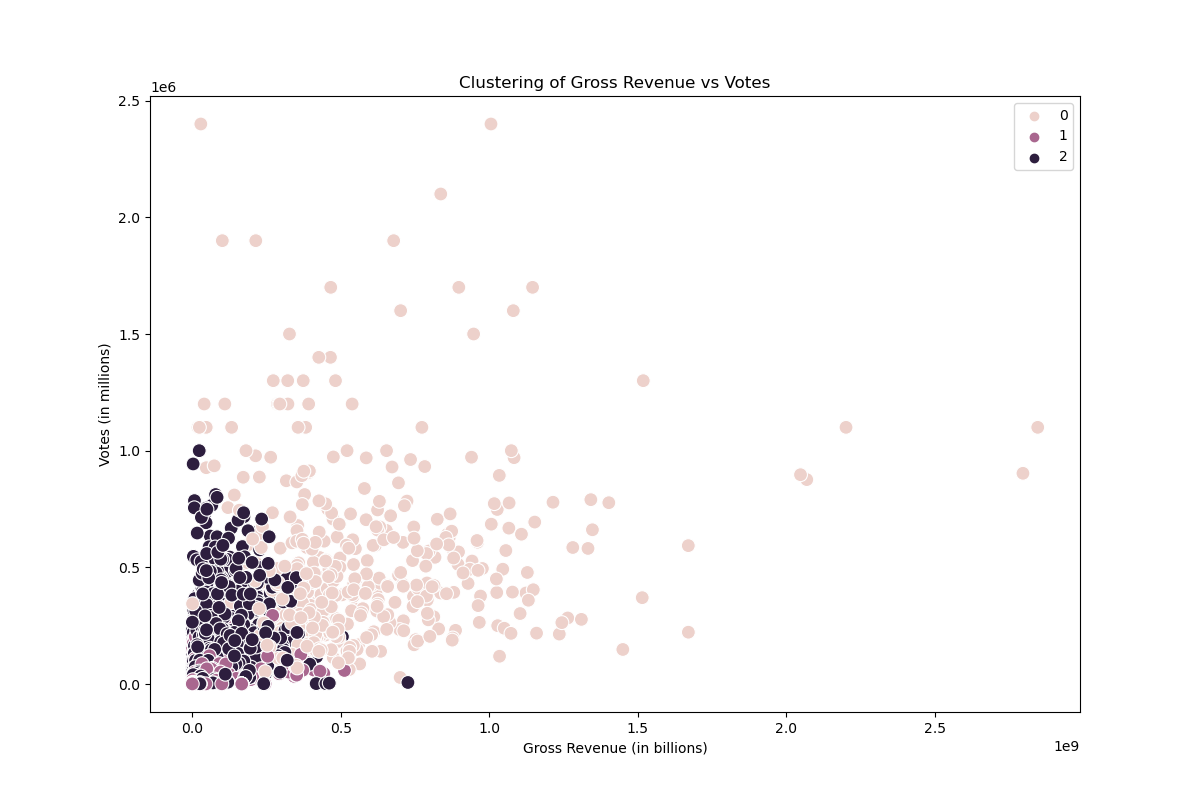 Clustering of Gross Revenue vs Votes
1e6
2.5
2.0
1.5
1.0
0.5
0.0
Votes (in millions)
0
1
2
0.0 0.5 1.0 1.5 2.0 2.5
1e9
Gross Revenue (in billions)